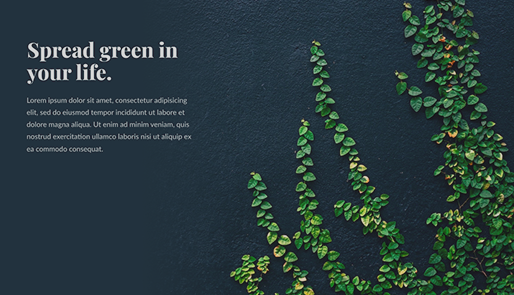 Spread green in
your life.
Lorem ipsum dolor sit amet, consectetur adipisicing
elit, sed do eiusmod tempor incididunt ut labore et
dolore magna aliqua. Ut enim ad minim veniam, quis
nostrud exercitation ullamco laboris nisi ut aliquip ex
ea commodo consequat.